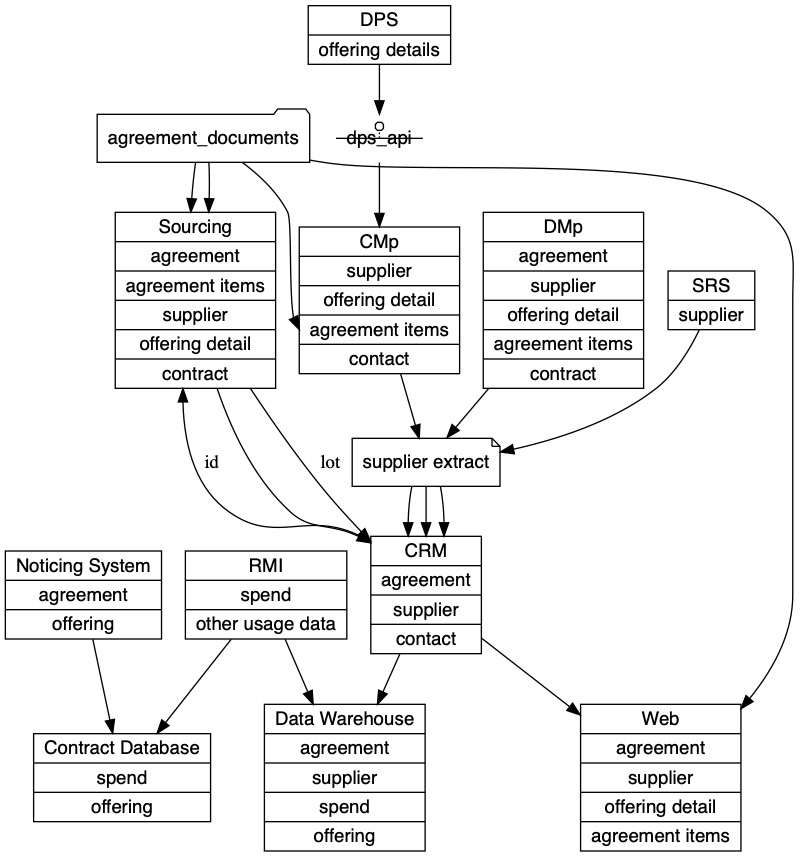 DPS
offering details
agreement_documents
dps_api
Sourcing
agreement
agreement items
supplier
offering detail
contract
CMp
supplier
offering detail
agreement items
contact
DMp
agreement
supplier
offering detail
agreement items
contract
SRS
supplier
id
lot
supplier extract
Noticing System
agreement
offering
RMI
spend
other usage data
CRM
agreement
supplier
contact
Contract Database
spend
offering
Data Warehouse
agreement
supplier
spend
offering
Web
agreement
supplier
offering detail
agreement items